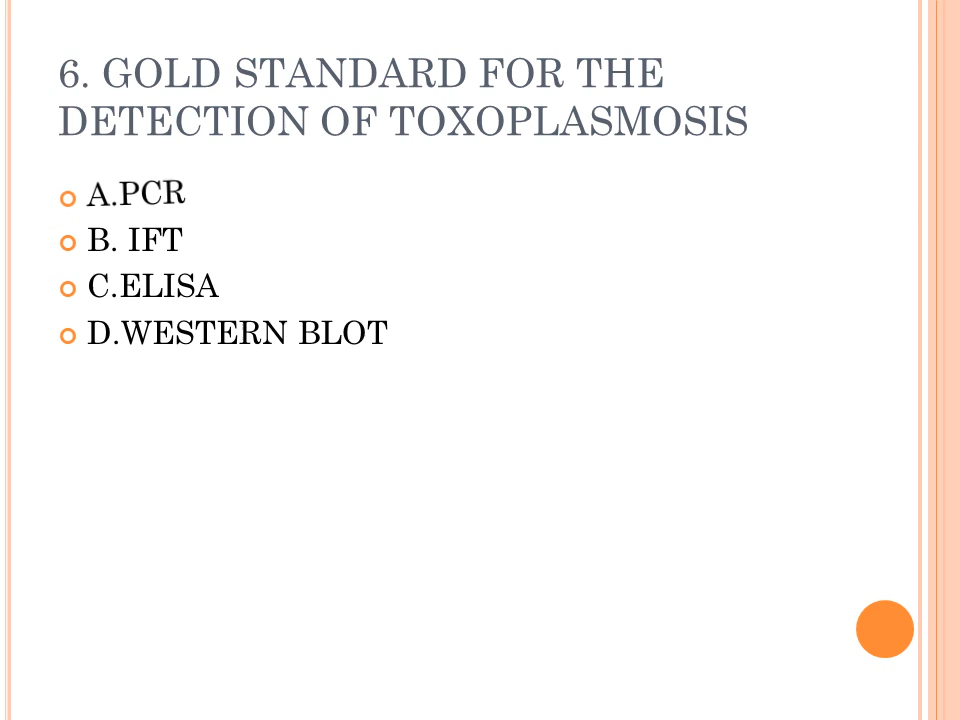 6. GOLD STANDARD FOR THE
DETECTION OF TOXOPLASMOSIS
A.PCR
B. IFT
C.ELISA
D.WESTERN BLOT